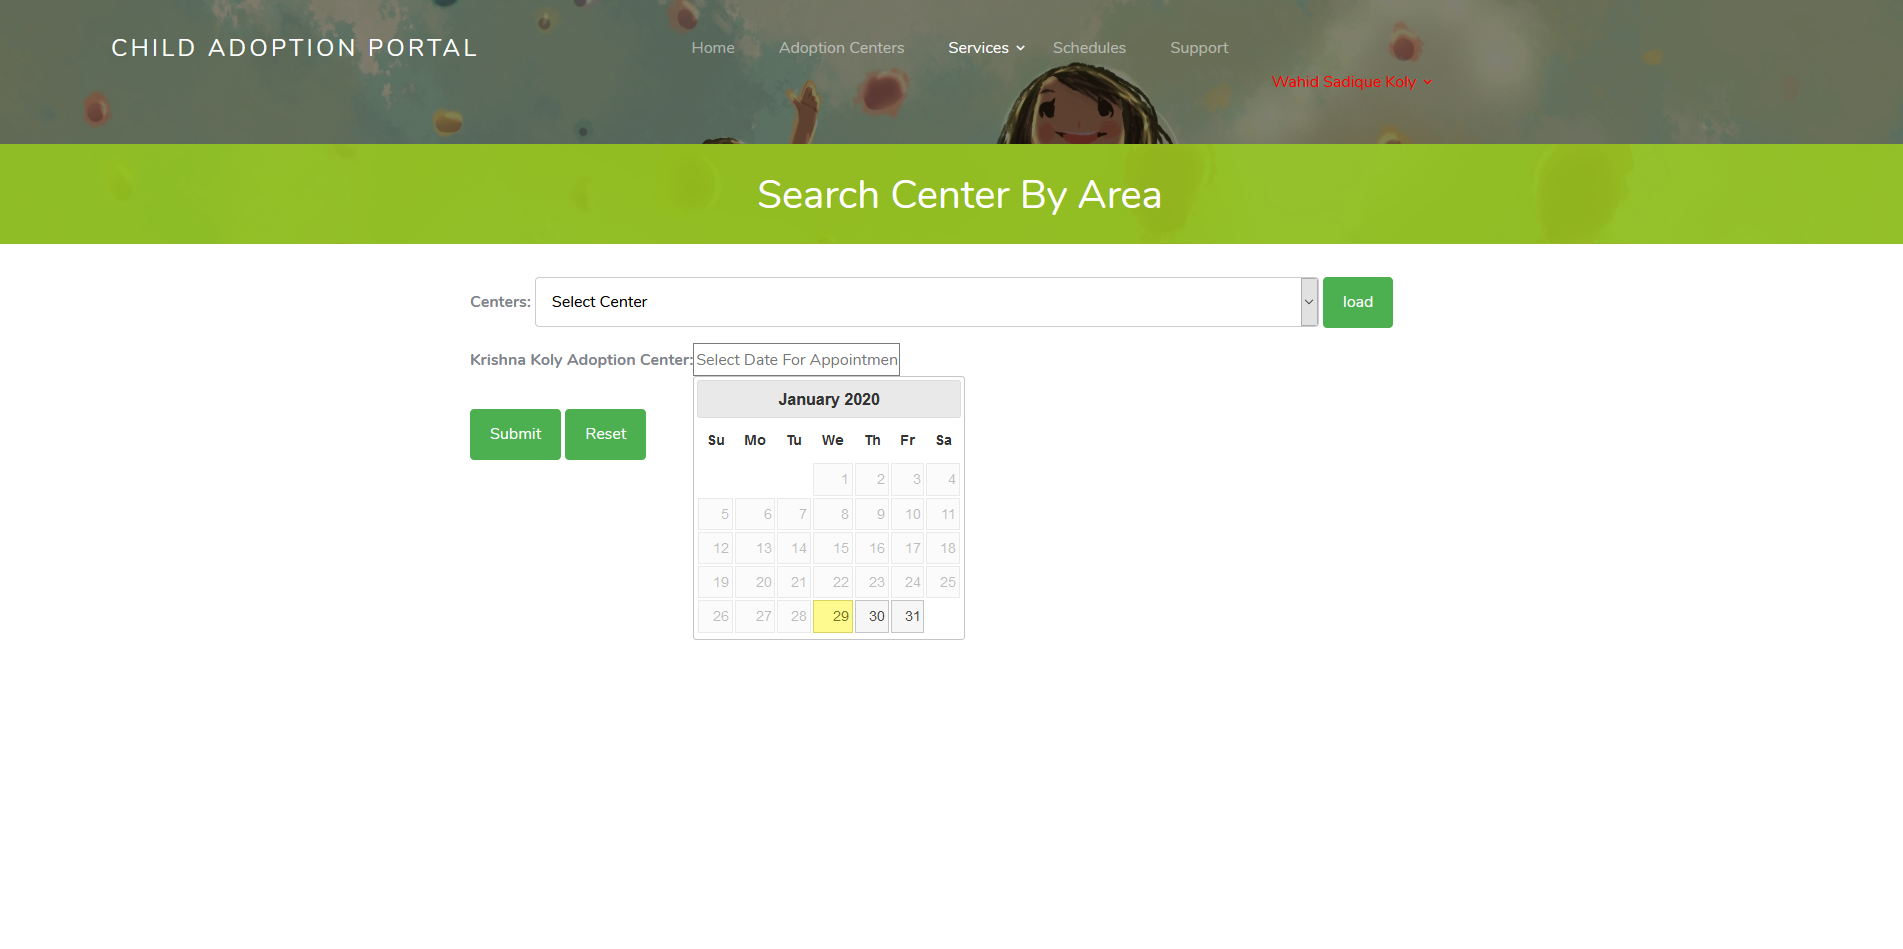 CHILD ADOPTION PORTAL
Home Adoption Centers Services Schedules Support
Wahid Sadique Koly
Search Center By Area
Centers: Select Center load
Krishna Koly Adoption Center: Select Date For Appointmen
January 2020
Su Mo Tu We Th Fr Sa
1 2 3 4
5 6 7 8 9 10 11
12 13 14 15 16 17 18
19 20 21 22 23 24 25
26 27 28 29 30 31
Submit Reset